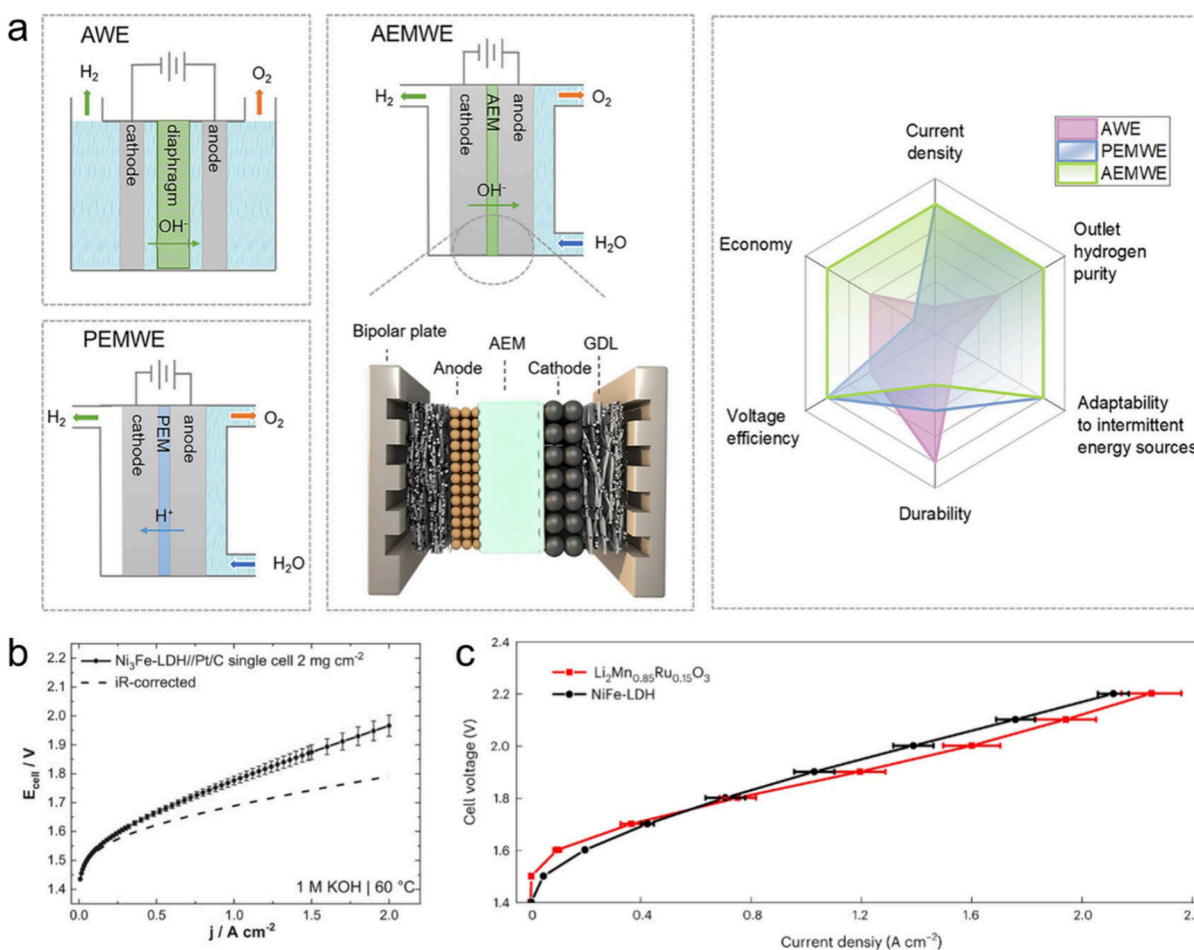 a
AWE
H₂
O₂
cathode
diaphragm
anode
OH⁻
PEMWE
H₂
O₂
cathode
PEM
anode
H⁺
H₂O
AEMWE
H₂
O₂
cathode
AEM
anode
OH⁻
H₂O
Bipolar plate
Anode
AEM
Cathode
GDL
AWE
PEMWE
AEMWE
Current
density
Outlet
hydrogen
purity
Adaptability
to intermittent
energy sources
Durability
Voltage
efficiency
Economy
b
Ni₃Fe-LDH//Pt/C single cell 2 mg cm⁻²
iR-corrected
2.2
2.1
2.0
1.9
1.8
1.7
1.6
1.5
1.4
E_cell / V
1 M KOH | 60 °C
0.0
0.5
1.0
1.5
2.0
j / A cm⁻²
c
Li₂Mn₀.₈₅Ru₀.₁₅O₃
NiFe-LDH
2.4
2.2
2.0
1.8
1.6
1.4
Cell voltage (V)
0
0.4
0.8
1.2
1.6
2.0
2.
Current densiy (A cm⁻²)